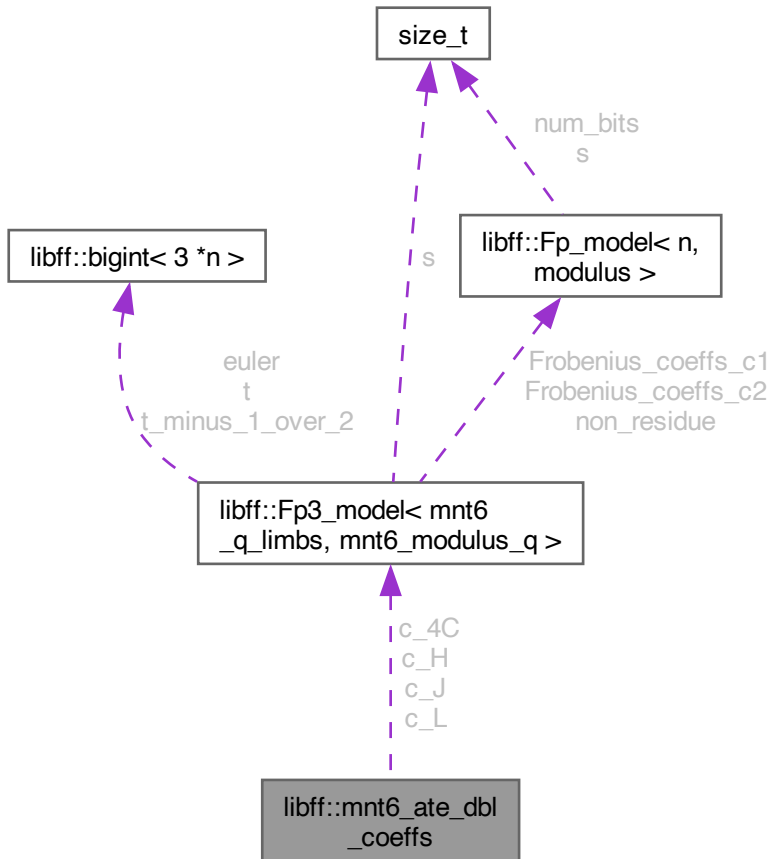 size_t
num_bits
s
libff::bigint< 3 *n >
libff::Fp_model< n,
modulus >
s
euler
t
t_minus_1_over_2
Frobenius_coeffs_c1
Frobenius_coeffs_c2
non_residue
libff::Fp3_model< mnt6
_q_limbs, mnt6_modulus_q >
c_4C
c_H
c_J
c_L
libff::mnt6_ate_dbl
_coeffs